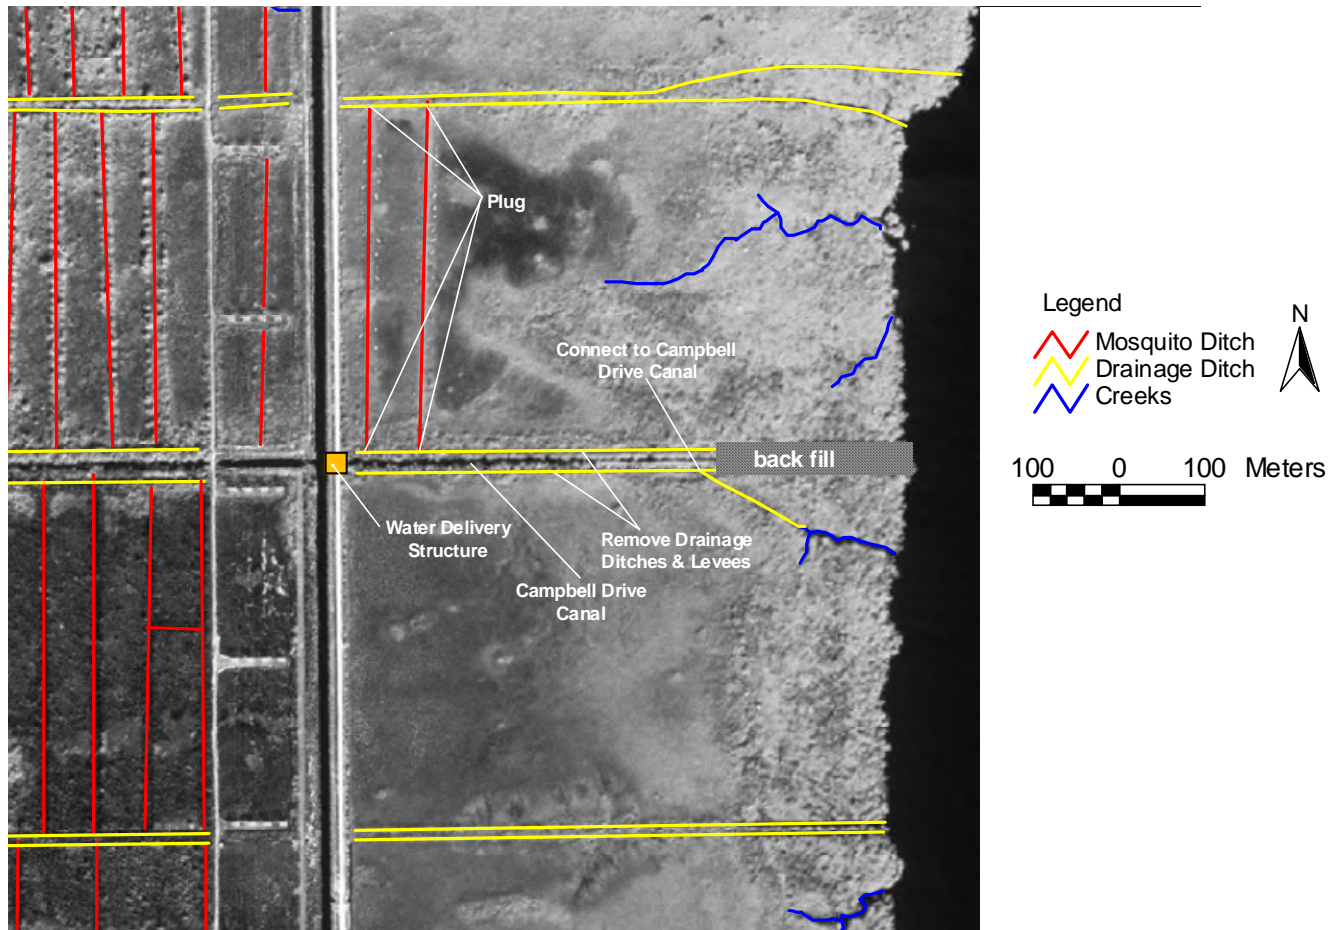 Plug
Connect to Campbell
Drive Canal
back fill
Water Delivery
Structure
Remove Drainage
Ditches & Levees
Campbell Drive
Canal
Legend
Mosquito Ditch
Drainage Ditch
Creeks
N
100 0 100 Meters